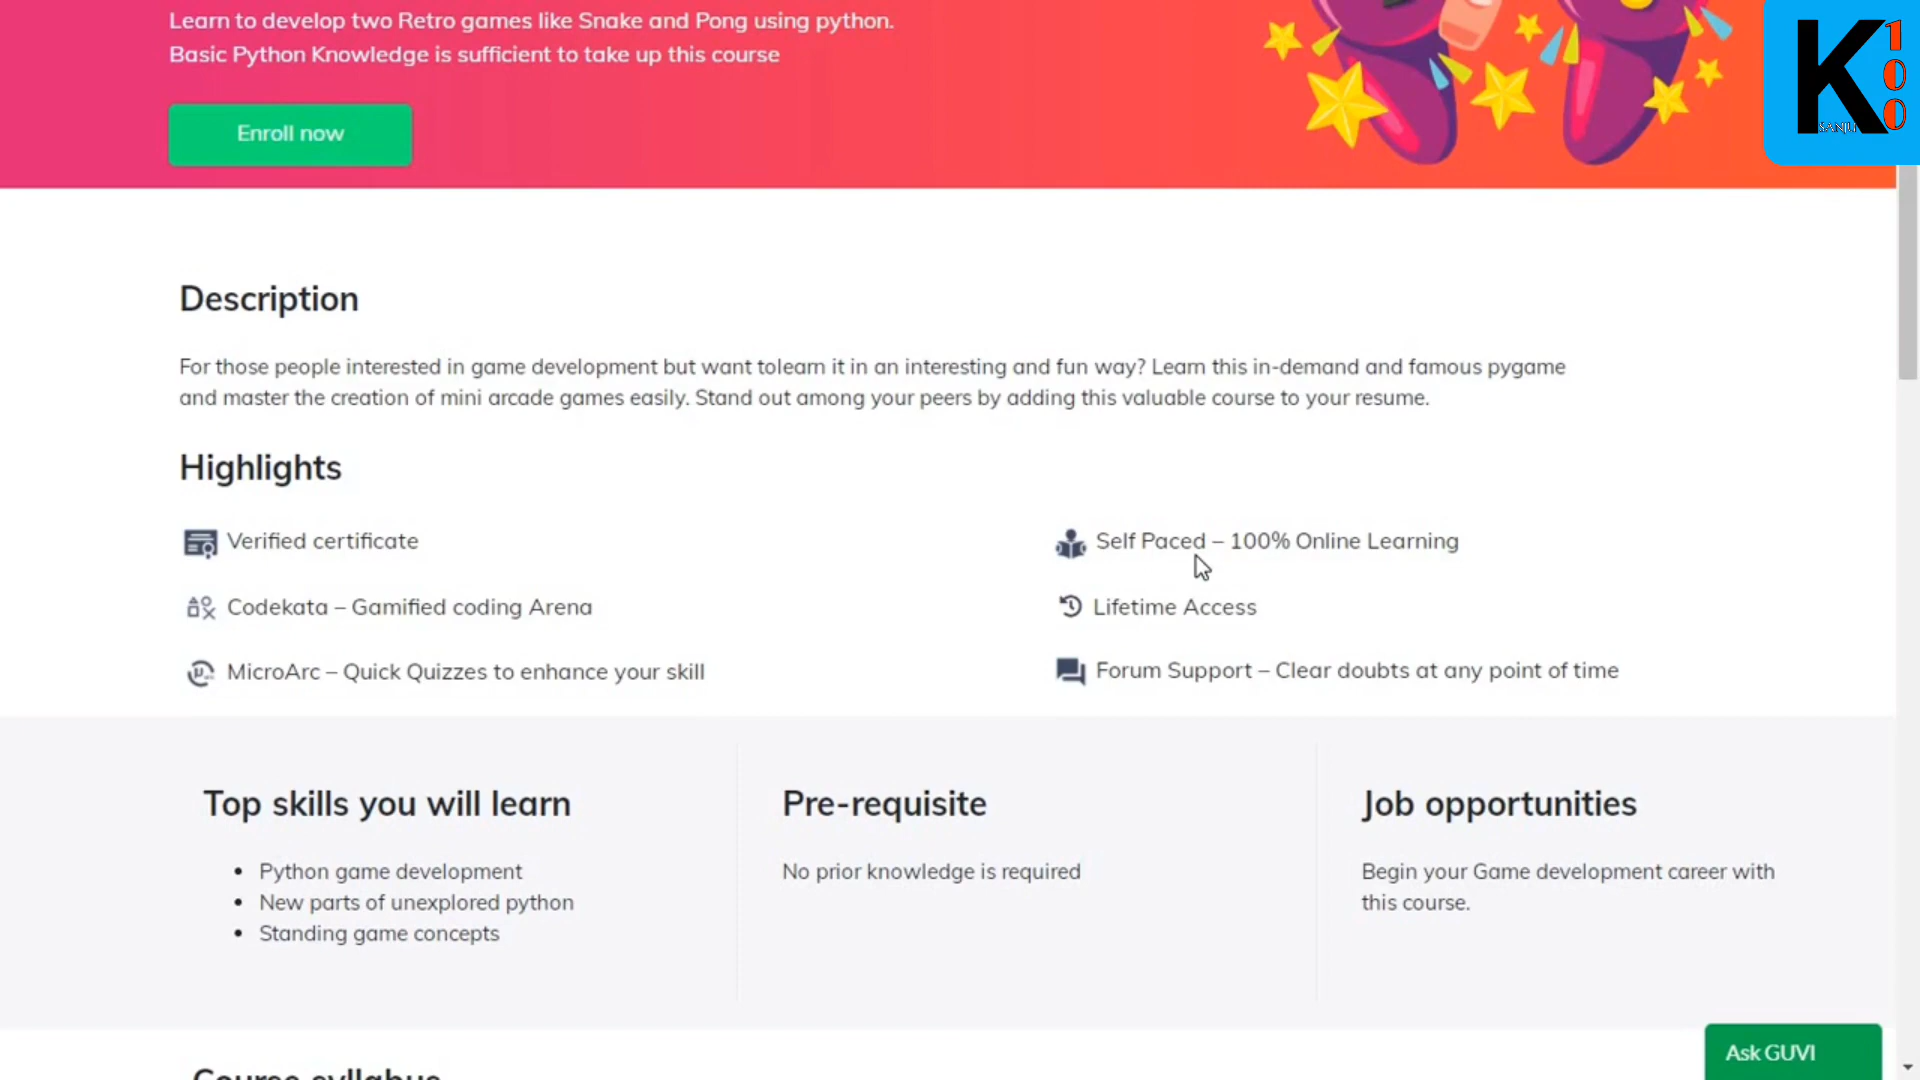 Learn to develop two Retro games like Snake and Pong using python.
Basic Python Knowledge is sufficient to take up this course
Enroll now
K
100
SANJU
Description
For those people interested in game development but want tolearn it in an interesting and fun way? Learn this in-demand and famous pygame
and master the creation of mini arcade games easily. Stand out among your peers by adding this valuable course to your resume.
Highlights
Verified certificate
Self Paced – 100% Online Learning
Codekata – Gamified coding Arena
Lifetime Access
MicroArc – Quick Quizzes to enhance your skill
Forum Support – Clear doubts at any point of time
Top skills you will learn
• Python game development
• New parts of unexplored python
• Standing game concepts
Pre-requisite
No prior knowledge is required
Job opportunities
Begin your Game development career with
this course.
Course syllabus
Ask GUVI